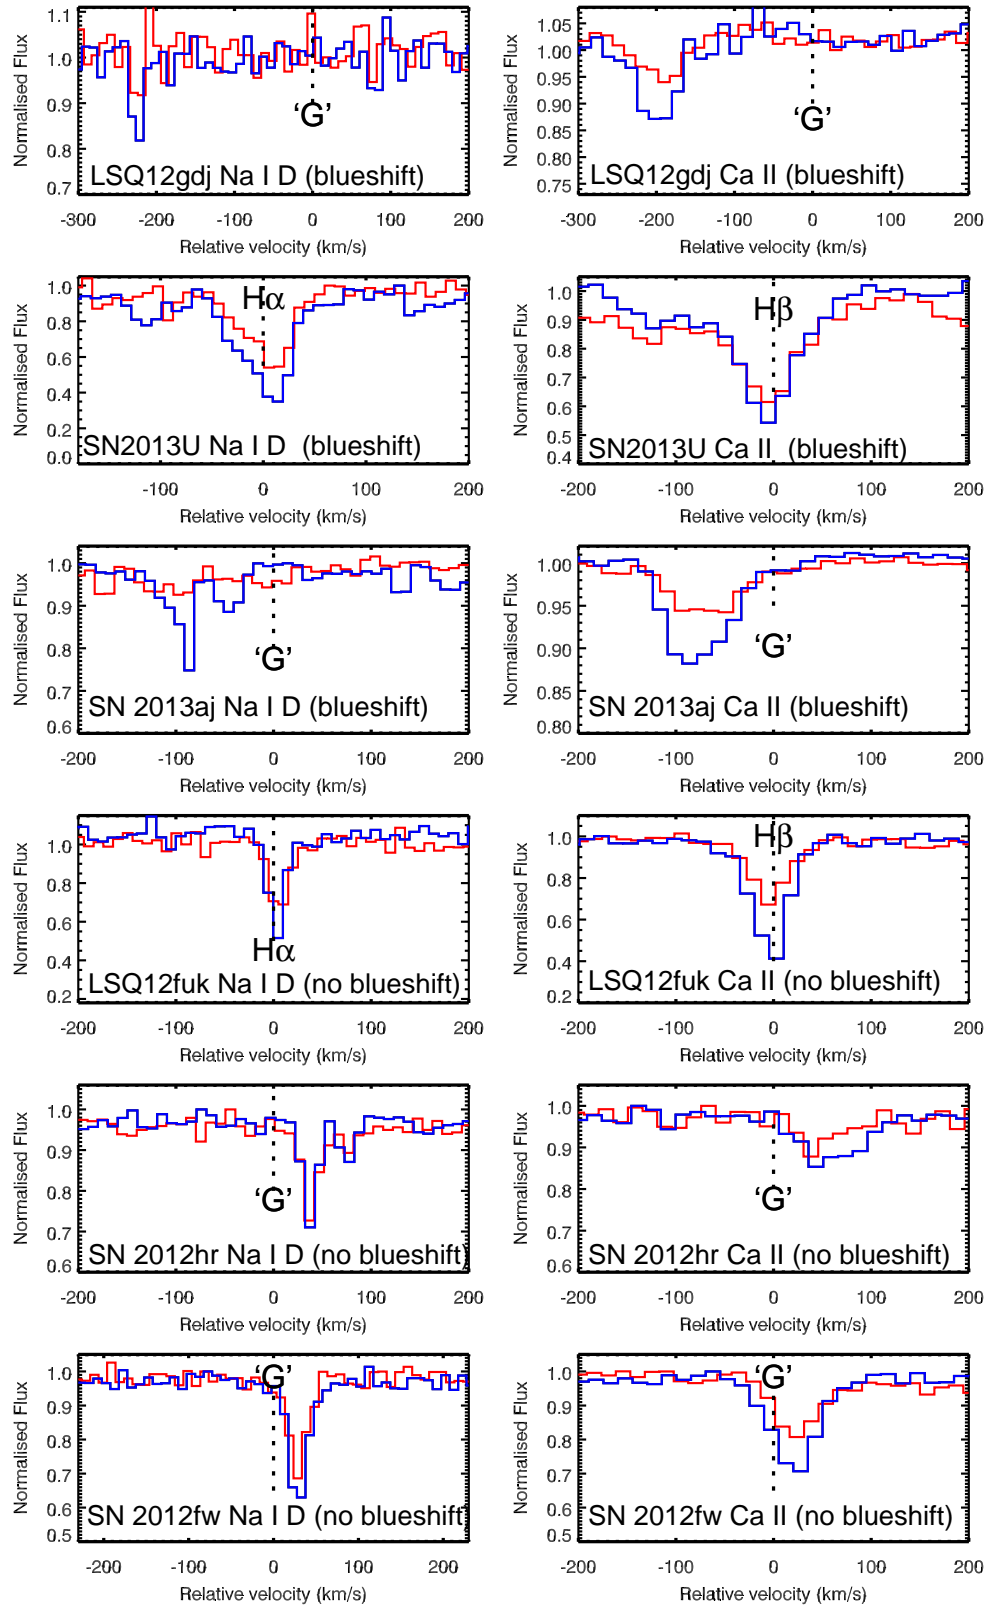 1.1
1.0
0.9
0.8
0.7
Normalised Flux
'G'
LSQ12gdj Na I D (blueshift)
-300 -200 -100 0 100 200
Relative velocity (km/s)
1.05
1.00
0.95
0.90
0.85
0.80
0.75
Normalised Flux
'G'
LSQ12gdj Ca II (blueshift)
-300 -200 -100 0 100 200
Relative velocity (km/s)
1.0
0.8
0.6
0.4
0.2
0.0
Normalised Flux
Hα
SN2013U Na I D (blueshift)
-100 0 100 200
Relative velocity (km/s)
1.0
0.9
0.8
0.7
0.6
0.5
0.4
Normalised Flux
Hβ
SN2013U Ca II (blueshift)
-200 -100 0 100 200
Relative velocity (km/s)
1.0
0.9
0.8
0.7
0.6
Normalised Flux
'G'
SN 2013aj Na I D (blueshift)
-200 -100 0 100 200
Relative velocity (km/s)
1.00
0.95
0.90
0.85
0.80
Normalised Flux
'G'
SN 2013aj Ca II (blueshift)
-200 -100 0 100 200
Relative velocity (km/s)
1.0
0.8
0.6
0.4
0.2
Normalised Flux
Hα
LSQ12fuk Na I D (no blueshift)
-200 -100 0 100 200
Relative velocity (km/s)
1.0
0.8
0.6
0.4
0.2
Normalised Flux
Hβ
LSQ12fuk Ca II (no blueshift)
-200 -100 0 100 200
Relative velocity (km/s)
1.0
0.9
0.8
0.7
0.6
Normalised Flux
'G'
SN 2012hr Na I D (no blueshift)
-200 -100 0 100 200
Relative velocity (km/s)
1.0
0.9
0.8
0.7
0.6
Normalised Flux
'G'
SN 2012hr Ca II (no blueshift)
-200 -100 0 100 200
Relative velocity (km/s)
1.0
0.9
0.8
0.7
0.6
0.5
Normalised Flux
'G'
SN 2012fw Na I D (no blueshift)
-200 -100 0 100 200
Relative velocity (km/s)
1.0
0.9
0.8
0.7
0.6
0.5
Normalised Flux
'G'
SN 2012fw Ca II (no blueshift)
-200 -100 0 100 200
Relative velocity (km/s)